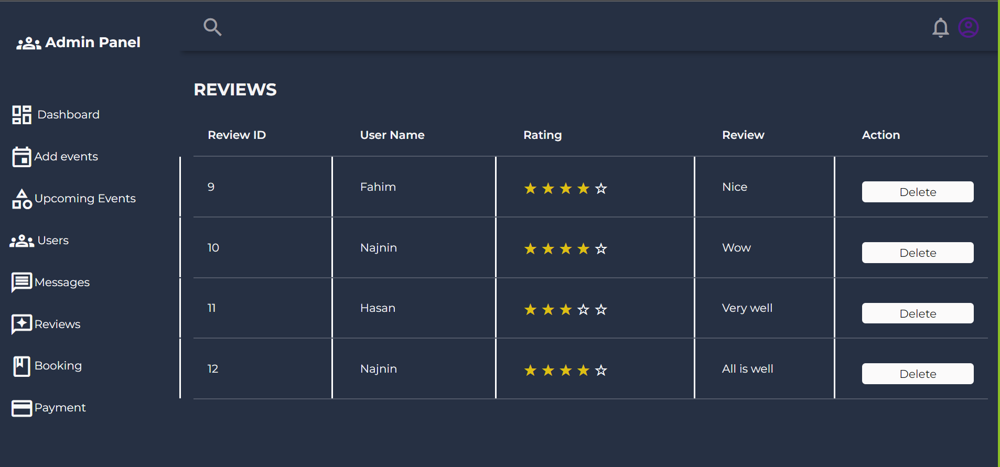 Admin Panel
Dashboard
Add events
Upcoming Events
Users
Messages
Reviews
Booking
Payment
REVIEWS
Review ID User Name Rating Review Action
9 Fahim ★ ★ ★ ★ ☆ Nice Delete
10 Najnin ★ ★ ★ ★ ☆ Wow Delete
11 Hasan ★ ★ ★ ☆ ☆ Very well Delete
12 Najnin ★ ★ ★ ★ ☆ All is well Delete